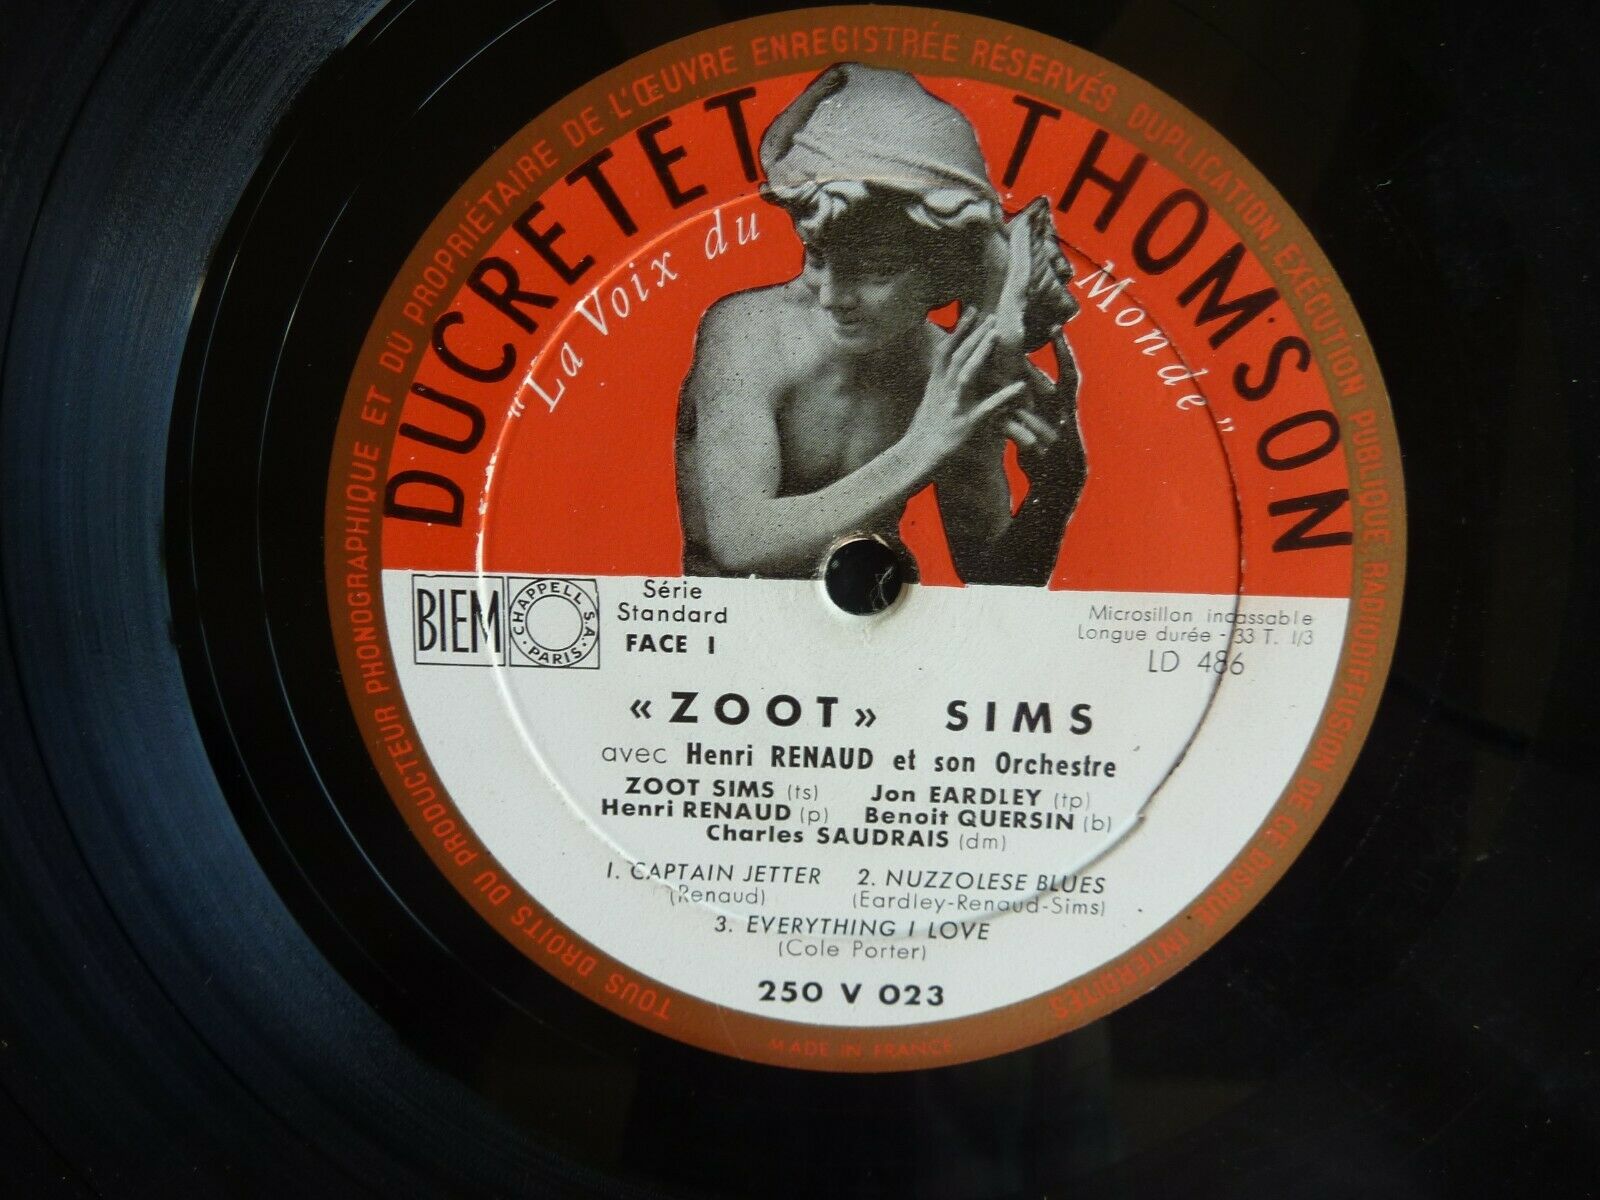 TOUS DROITS DU PRODUCTEUR PHONOGRAPHIQUE ET DU PROPRIÉTAIRE DE L'ŒUVRE ENREGISTRÉE RÉSERVÉS DUPLICATION, EXÉCUTION PUBLIQUE, RADIODIFFUSION DE CE DISQUE INTERDITES
DUCRETET THOMSON
"La Voix du Monde"
BIEM
CHAPPELL S.A. PARIS
Série
Standard
FACE 1
Microsillon incassable
Longue durée - 33 T. 1/3
LD 486
«ZOOT» SIMS
avec Henri RENAUD et son Orchestre
ZOOT SIMS (ts) Jon EARDLEY (tp)
Henri RENAUD (p) Benoit QUERSIN (b)
Charles SAUDRAIS (dm)
1. CAPTAIN JETTER 2. NUZZOLESE BLUES
(Renaud) (Eardley-Renaud-Sims)
3. EVERYTHING I LOVE
(Cole Porter)
250 V 023
MADE IN FRANCE